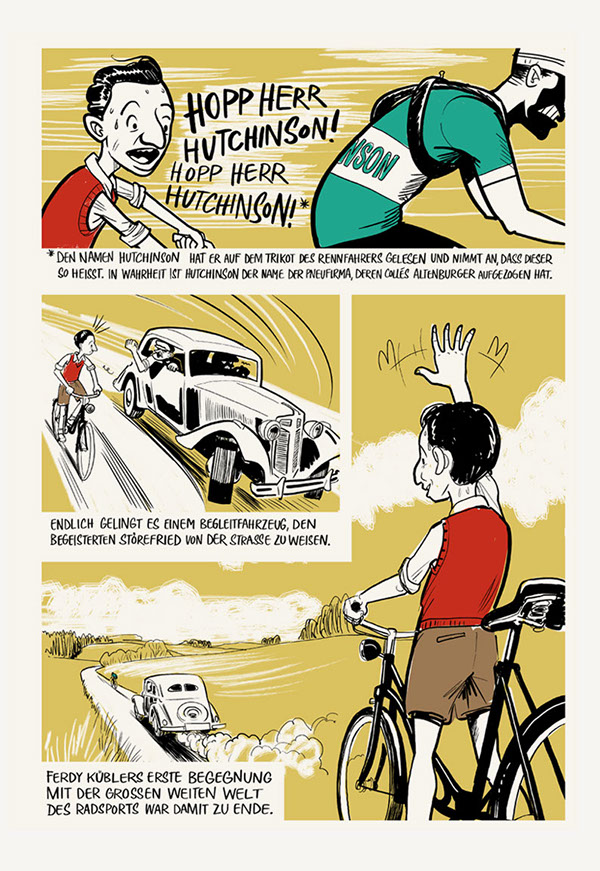 HOPP HERR
HUTCHINSON!
HOPP HERR
HUTCHINSON!*
NSON
*DEN NAMEN HUTCHINSON HAT ER AUF DEM TRIKOT DES RENNFAHRERS GELESEN UND NIMMT AN, DASS DIESER
SO HEISST. IN WAHRHEIT IST HUTCHINSON DER NAME DER PNEUFIRMA, DEREN COLLÉS ALTENBURGER AUFGEZOGEN HAT.
ENDLICH GELINGT ES EINEM BEGLEITFAHRZEUG, DEN
BEGEISTERTEN STÖREFRIED VON DER STRASSE ZU WEISEN.
FERDY KÜBLERS ERSTE BEGEGNUNG
MIT DER GROSSEN WEITEN WELT
DES RADSPORTS WAR DAMIT ZU ENDE.